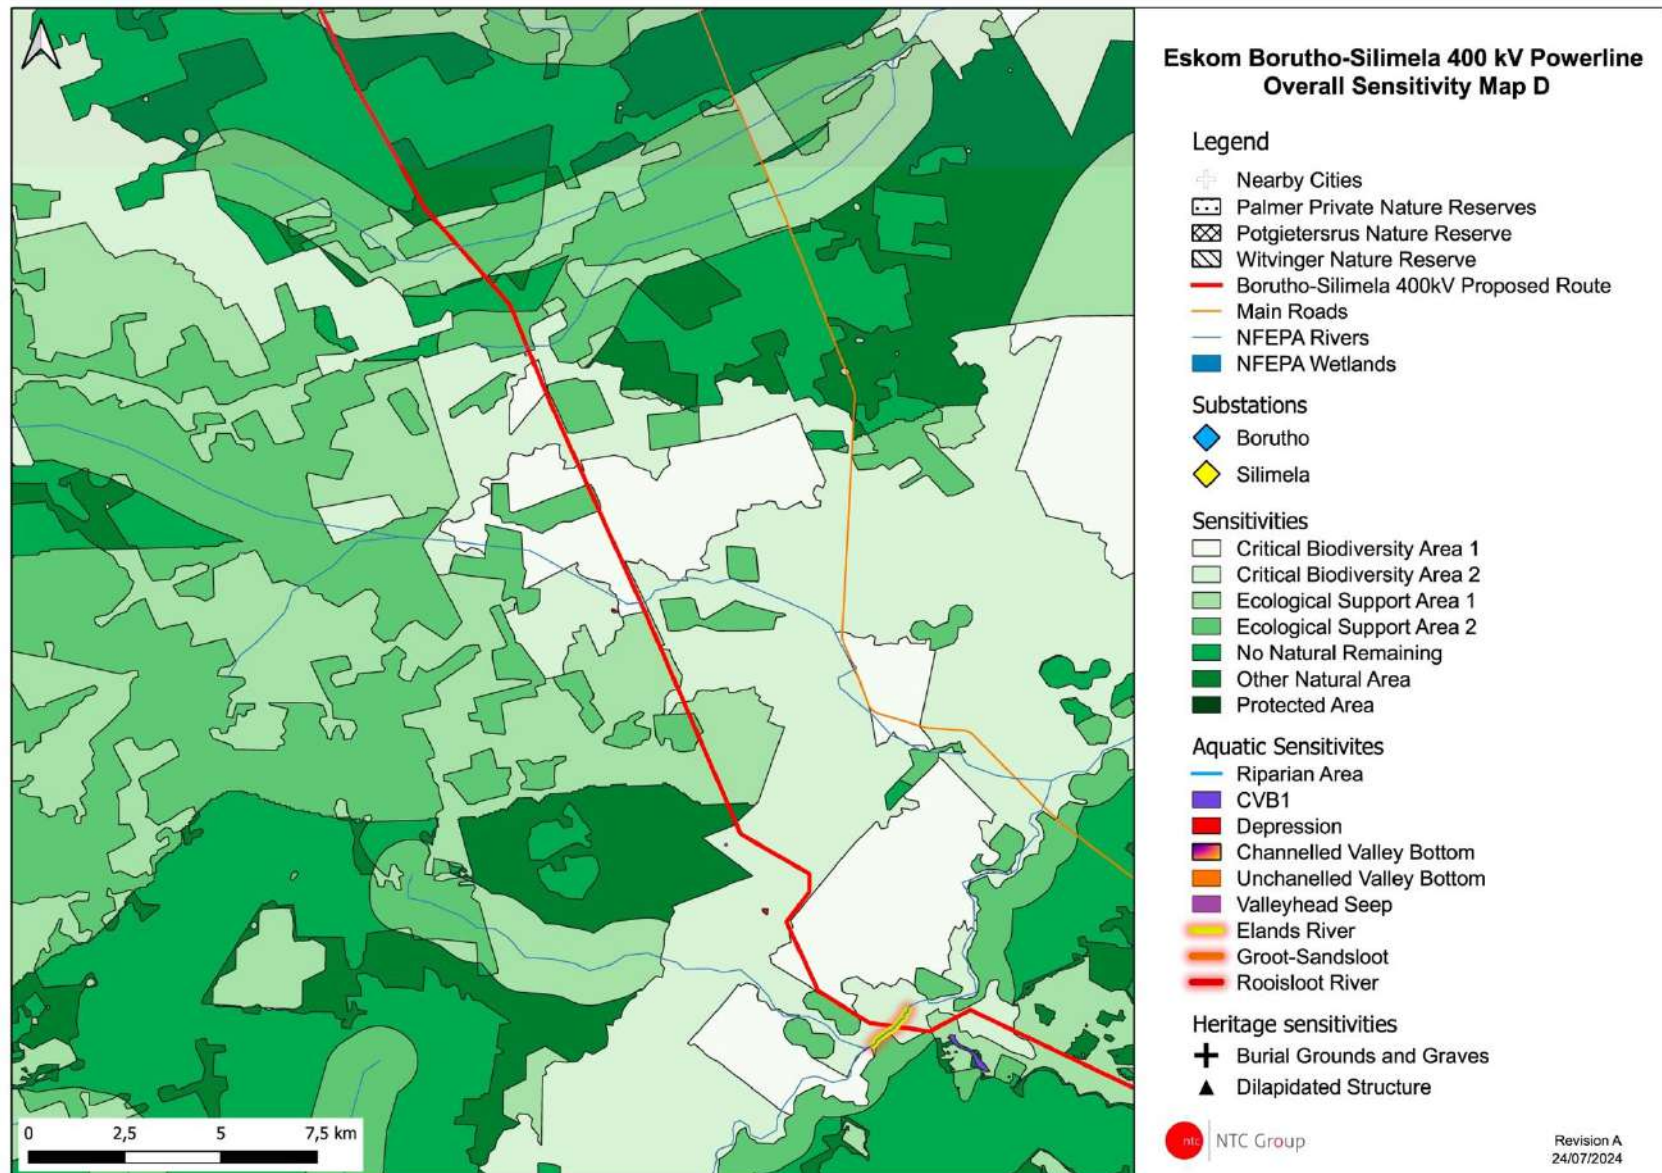 Eskom Borutho-Silimela 400 kV Powerline
Overall Sensitivity Map D
Legend
Nearby Cities
Palmer Private Nature Reserves
Potgietersrus Nature Reserve
Witvinger Nature Reserve
Borutho-Silimela 400kV Proposed Route
Main Roads
NFEPA Rivers
NFEPA Wetlands
Substations
Borutho
Silimela
Sensitivities
Critical Biodiversity Area 1
Critical Biodiversity Area 2
Ecological Support Area 1
Ecological Support Area 2
No Natural Remaining
Other Natural Area
Protected Area
Aquatic Sensitivites
Riparian Area
CVB1
Depression
Channelled Valley Bottom
Unchanelled Valley Bottom
Valleyhead Seep
Elands River
Groot-Sandsloot
Rooisloot River
Heritage sensitivities
Burial Grounds and Graves
Dilapidated Structure
0 2,5 5 7,5 km
ntc NTC Group
Revision A
24/07/2024